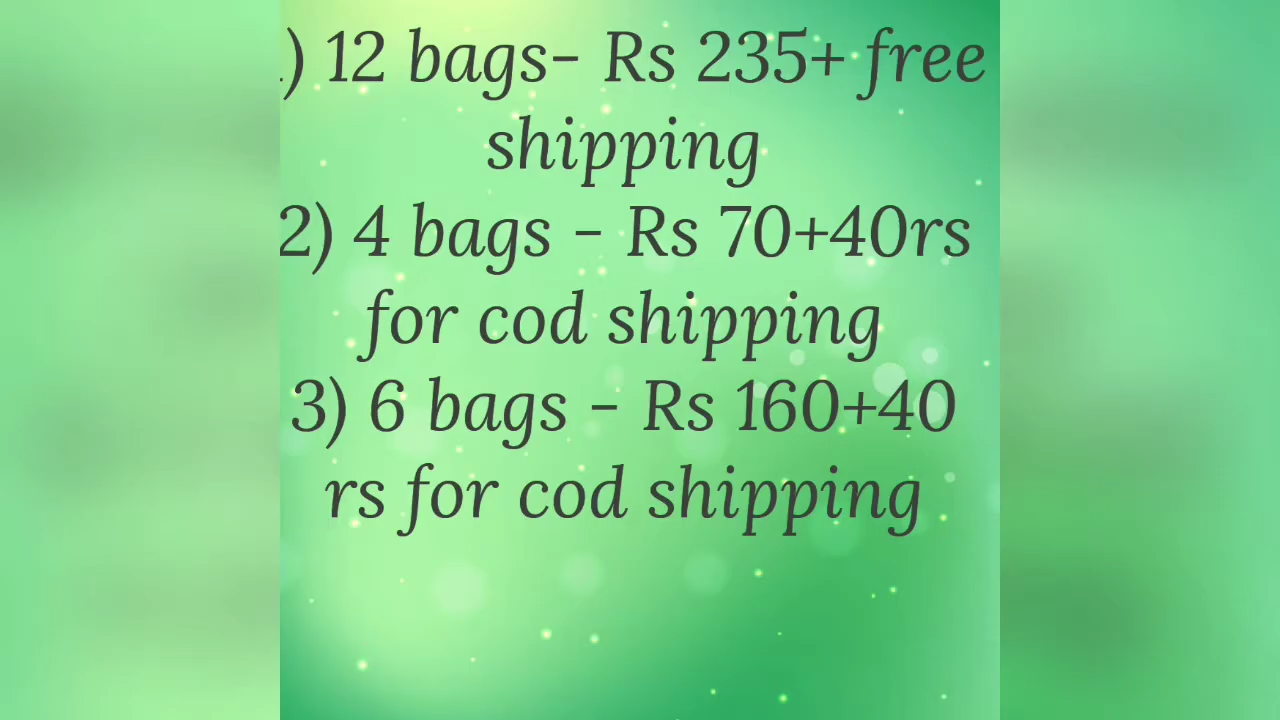 ) 12 bags- Rs 235+ free
shipping
2) 4 bags - Rs 70+40rs
for cod shipping
3) 6 bags - Rs 160+40
rs for cod shipping